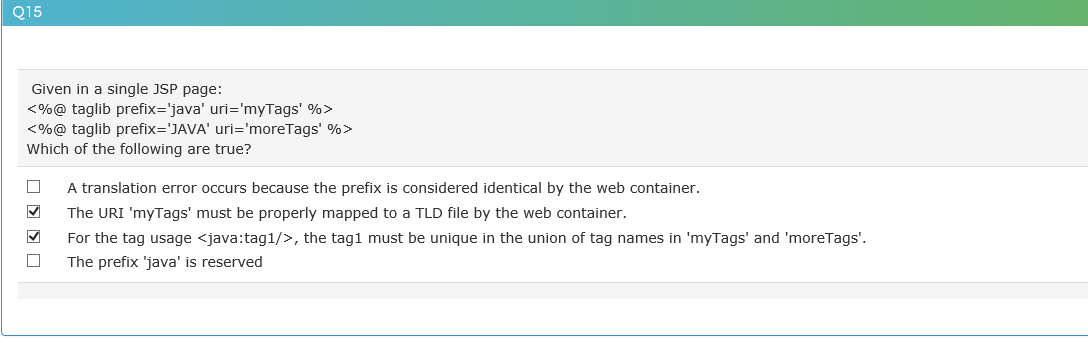 Q15
Given in a single JSP page:
<%@ taglib prefix='java' uri='myTags' %>
<%@ taglib prefix='JAVA' uri='moreTags' %>
Which of the following are true?
A translation error occurs because the prefix is considered identical by the web container.
The URI 'myTags' must be properly mapped to a TLD file by the web container.
For the tag usage <java:tag1/>, the tag1 must be unique in the union of tag names in 'myTags' and 'moreTags'.
The prefix 'java' is reserved